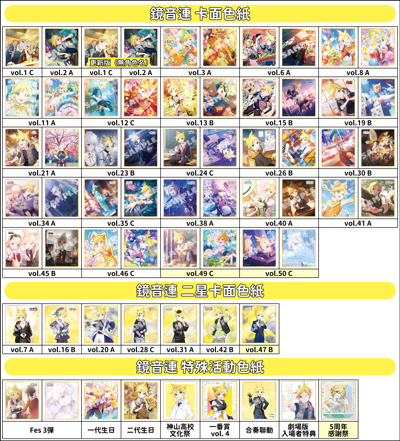 鏡音連 卡面色紙
更新版（無角色名）
vol.1 C vol.2 A vol.1 C vol.2 A vol.3 A vol.6 A vol.8 A
vol.11 A vol.12 C vol.13 B vol.15 B vol.19 B
vol.21 A vol.23 B vol.24 C vol.26 B vol.30 B
vol.34 A vol.35 C vol.38 A vol.40 A vol.41 A
vol.45 B vol.46 C vol.49 C vol.50 C
鏡音連 二星卡面色紙
vol.7 A vol.16 B vol.20 A vol.28 C vol.31 A vol.42 B vol.47 B
鏡音連 特殊活動色紙
Fes 3彈 一代生日 二代生日 神山高校 文化祭 一番賞 vol. 4 合奏聯動 劇場版 入場者特典 5周年 感謝祭